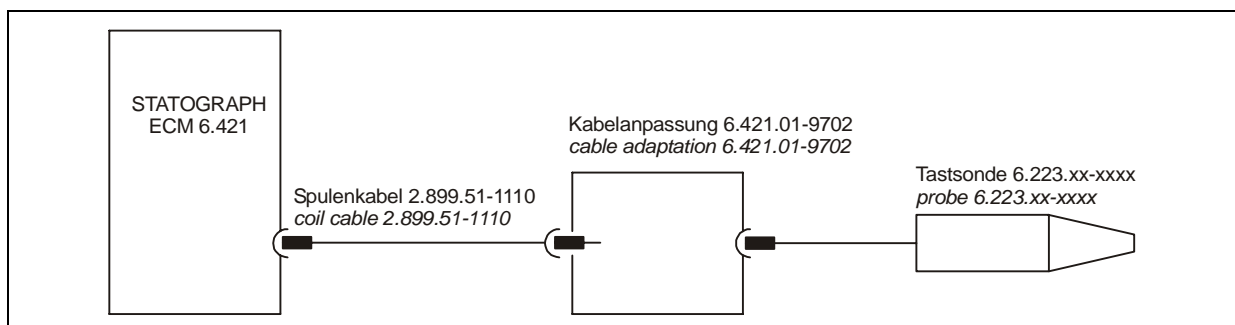 STATOGRAPH
ECM 6.421
Kabelanpassung 6.421.01-9702
cable adaptation 6.421.01-9702
Tastsonde 6.223.xx-xxxx
probe 6.223.xx-xxxx
Spulenkabel 2.899.51-1110
coil cable 2.899.51-1110